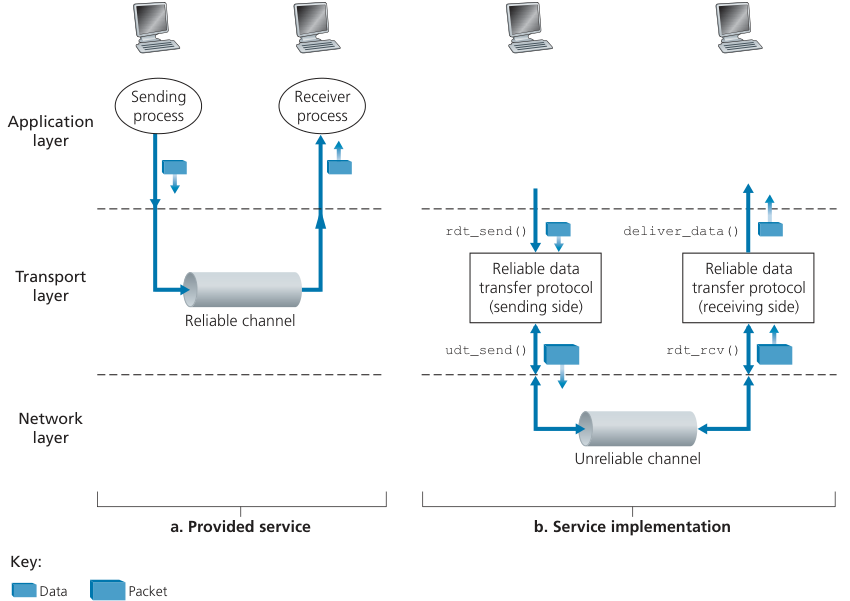 Sending
process
Receiver
process
Application
layer
rdt_send()
deliver_data()
Transport
layer
Reliable channel
Reliable data
transfer protocol
(sending side)
Reliable data
transfer protocol
(receiving side)
udt_send()
rdt_rcv()
Network
layer
Unreliable channel
a. Provided service
b. Service implementation
Key:
Data
Packet